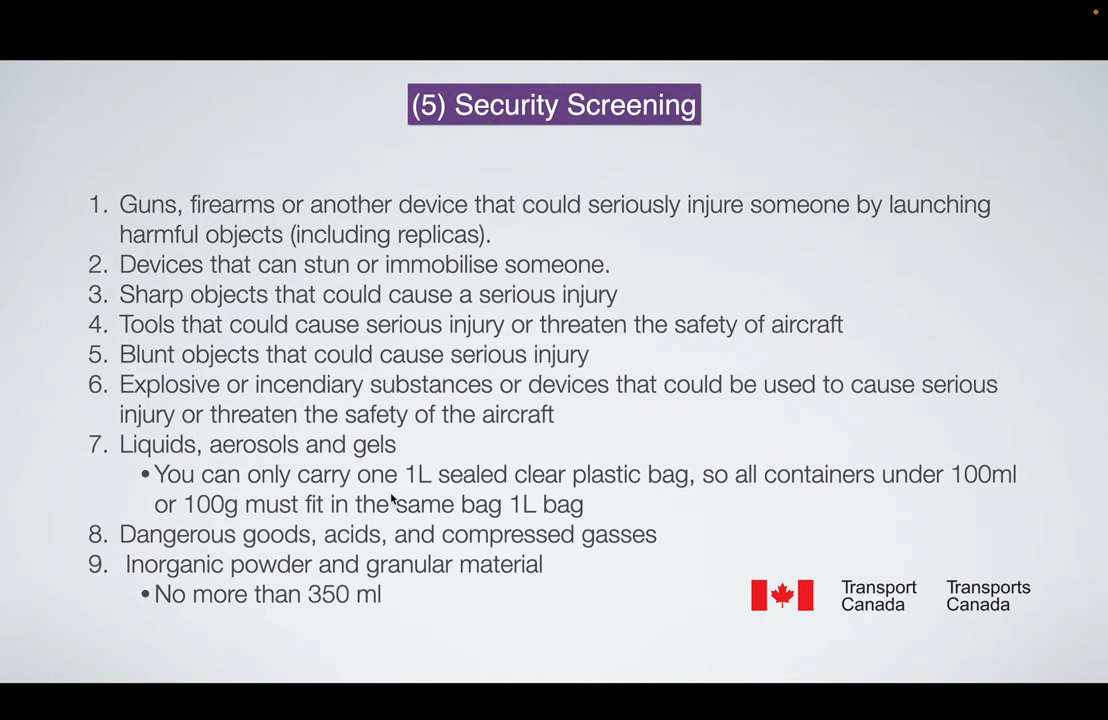 (5) Security Screening
1. Guns, firearms or another device that could seriously injure someone by launching
harmful objects (including replicas).
2. Devices that can stun or immobilise someone.
3. Sharp objects that could cause a serious injury
4. Tools that could cause serious injury or threaten the safety of aircraft
5. Blunt objects that could cause serious injury
6. Explosive or incendiary substances or devices that could be used to cause serious
injury or threaten the safety of the aircraft
7. Liquids, aerosols and gels
•You can only carry one 1L sealed clear plastic bag, so all containers under 100ml
or 100g must fit in the same bag 1L bag
8. Dangerous goods, acids, and compressed gasses
9. Inorganic powder and granular material
•No more than 350 ml
Transport Transports
Canada Canada